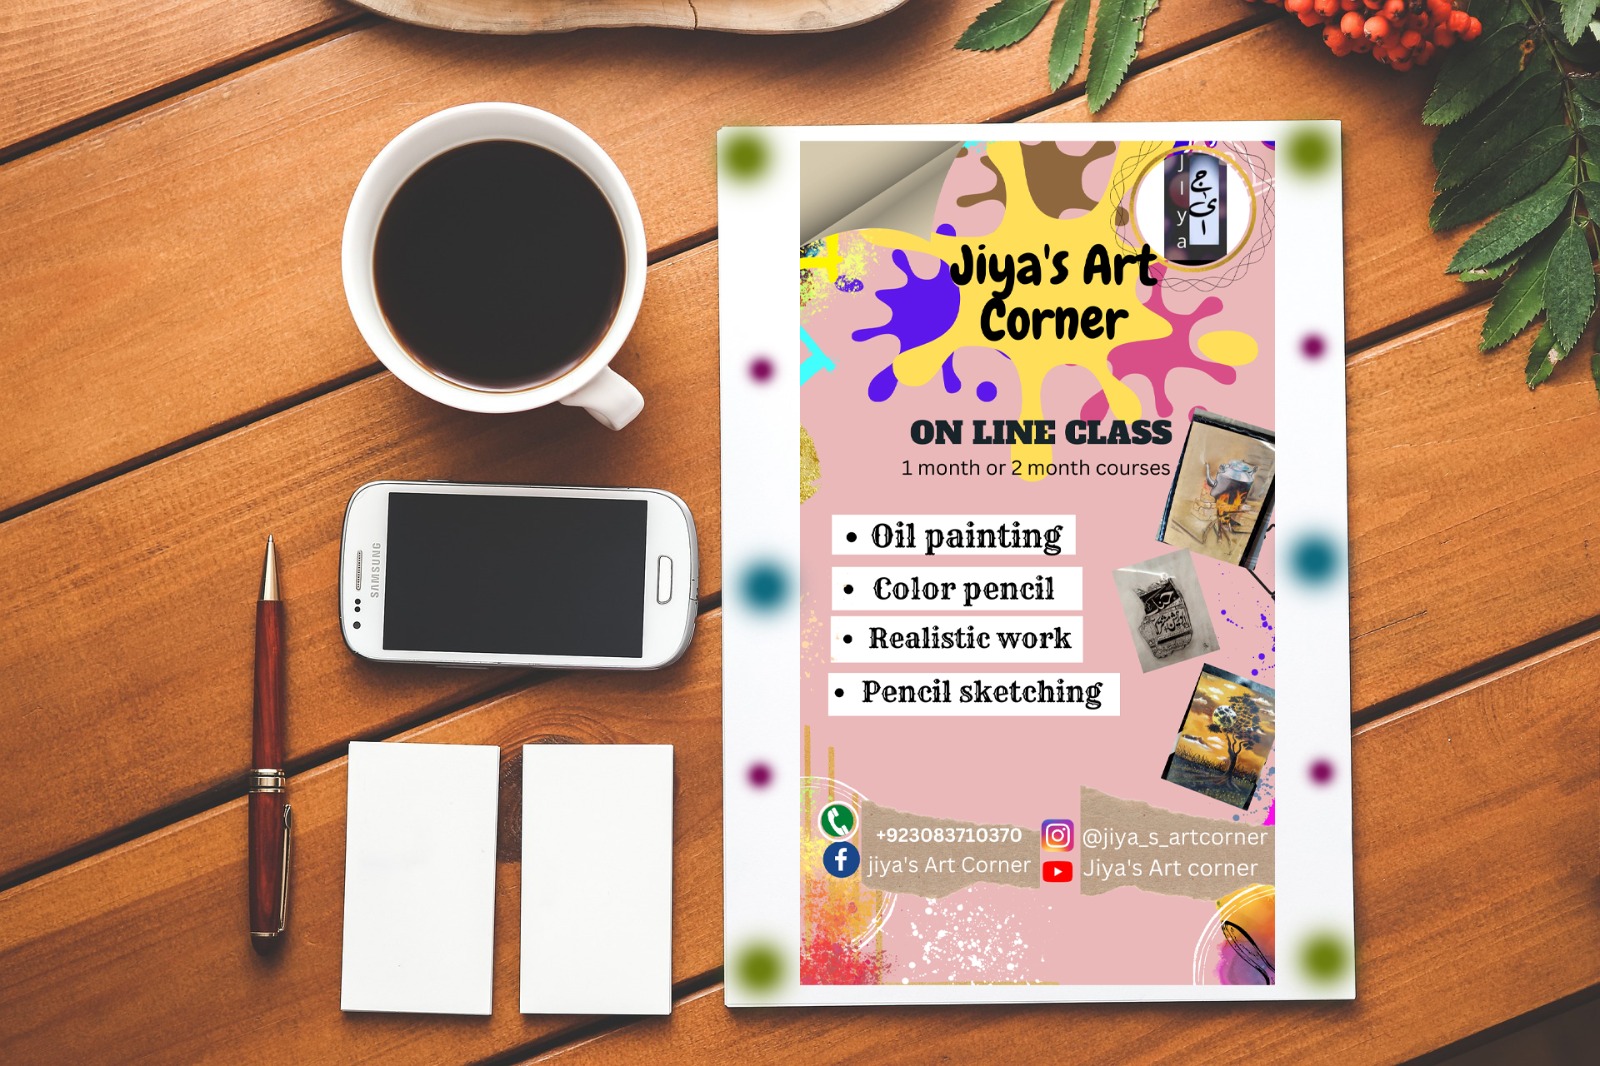 SAMSUNG
J
I
y
a
ج
ی
ا
Jiya's Art
Corner
ON LINE CLASS
1 month or 2 month courses
• Oil painting
• Color pencil
• Realistic work
• Pencil sketching
+923083710370
jiya's Art Corner
@jiya_s_artcorner
Jiya's Art corner